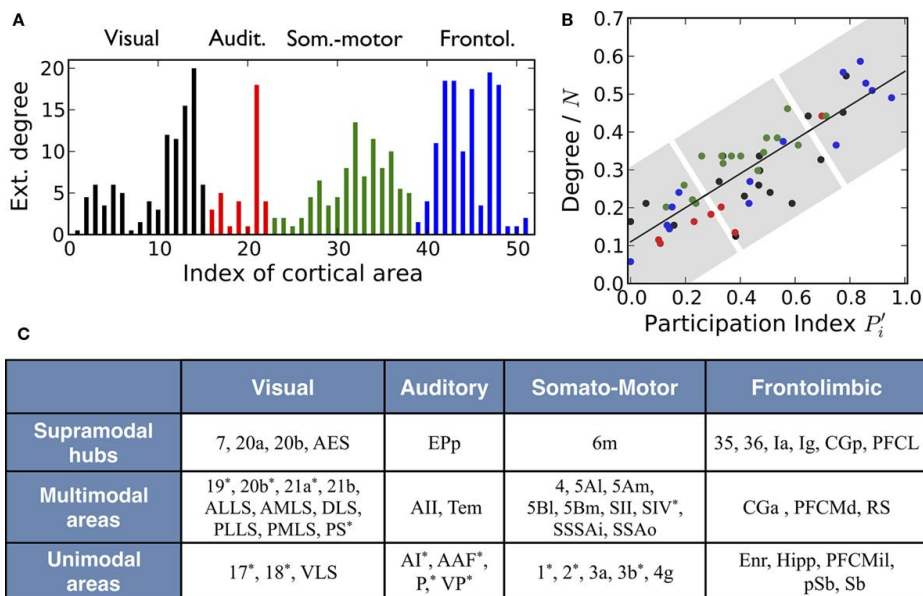 A
Visual Audit. Som.-motor Frontol.
Ext. degree
20
15
10
5
0
0 10 20 30 40 50
Index of cortical area
B
Degree / N
0.7
0.6
0.5
0.4
0.3
0.2
0.1
0.0
0.0 0.2 0.4 0.6 0.8 1.0
Participation Index P′i
C
Visual Auditory Somato-Motor Frontolimbic
Supramodal
hubs
7, 20a, 20b, AES
EPp
6m
35, 36, Ia, Ig, CGp, PFCL
Multimodal
areas
19*, 20b*, 21a*, 21b,
ALLS, AMLS, DLS,
PLLS, PMLS, PS*
AII, Tem
4, 5Al, 5Am,
5Bl, 5Bm, SII, SIV*,
SSSAi, SSAo
CGa , PFCMd, RS
Unimodal
areas
17*, 18*, VLS
AI*, AAF*,
P,* VP*
1*, 2*, 3a, 3b*, 4g
Enr, Hipp, PFCMil,
pSb, Sb